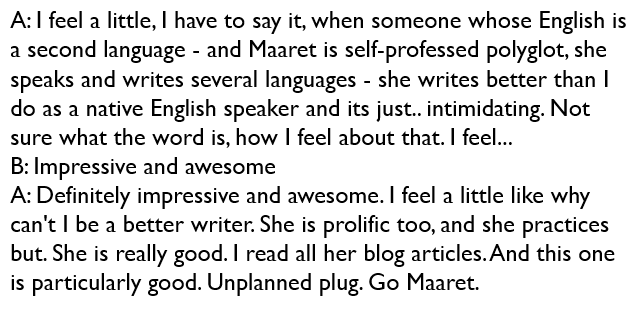 A: I feel a little, I have to say it, when someone whose English is
a second language - and Maaret is self-professed polyglot, she
speaks and writes several languages - she writes better than I
do as a native English speaker and its just.. intimidating. Not
sure what the word is, how I feel about that. I feel...
B: Impressive and awesome
A: Definitely impressive and awesome. I feel a little like why
can't I be a better writer. She is prolific too, and she practices
but. She is really good. I read all her blog articles. And this one
is particularly good. Unplanned plug. Go Maaret.